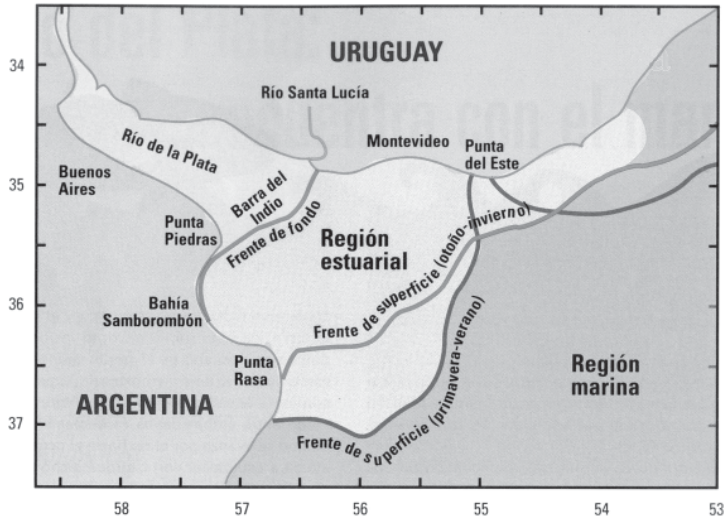 URUGUAY
34
Río Santa Lucía
Río de la Plata
Montevideo
Punta
del Este
Buenos
Aires
35
Barra del
Indio
Frente de fondo
Punta
Piedras
Región
estuarial
Frente de superficie (otoño-invierno)
Bahía
Samborombón
36
Punta
Rasa
Región
marina
ARGENTINA
37
Frente de superficie (primavera-verano)
58
57
56
55
54
53